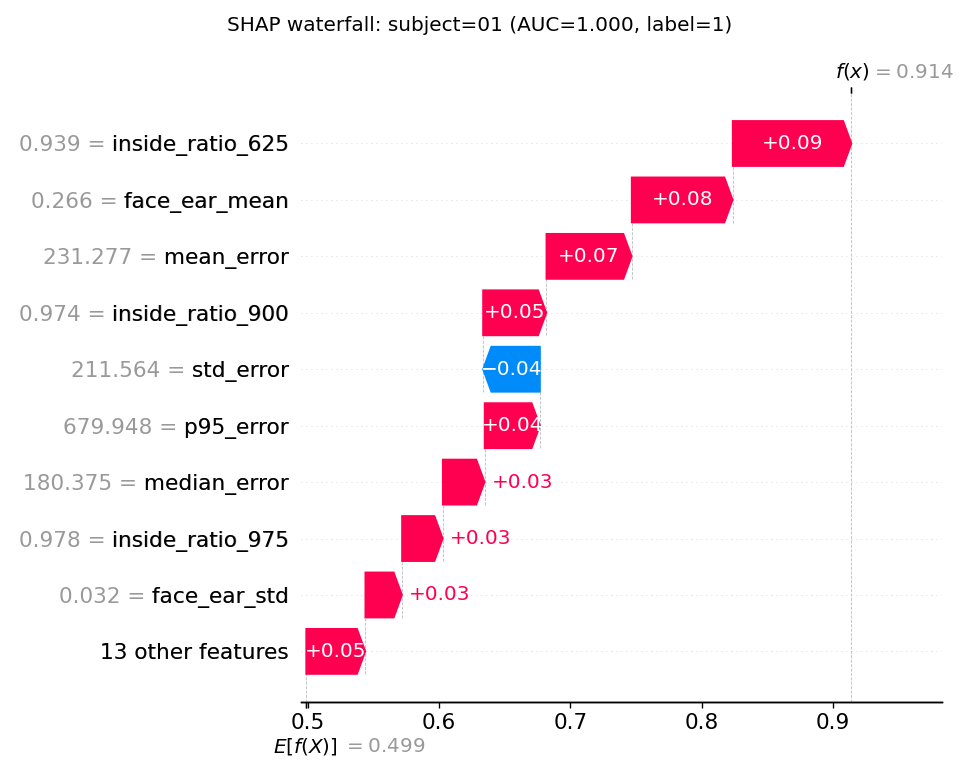 SHAP waterfall: subject=01 (AUC=1.000, label=1)
f(x) = 0.914
0.939 = inside_ratio_625 +0.09
0.266 = face_ear_mean +0.08
231.277 = mean_error +0.07
0.974 = inside_ratio_900 +0.05
211.564 = std_error −0.04
679.948 = p95_error +0.04
180.375 = median_error +0.03
0.978 = inside_ratio_975 +0.03
0.032 = face_ear_std +0.03
13 other features +0.05
0.5 0.6 0.7 0.8 0.9
E[f(X)] = 0.499